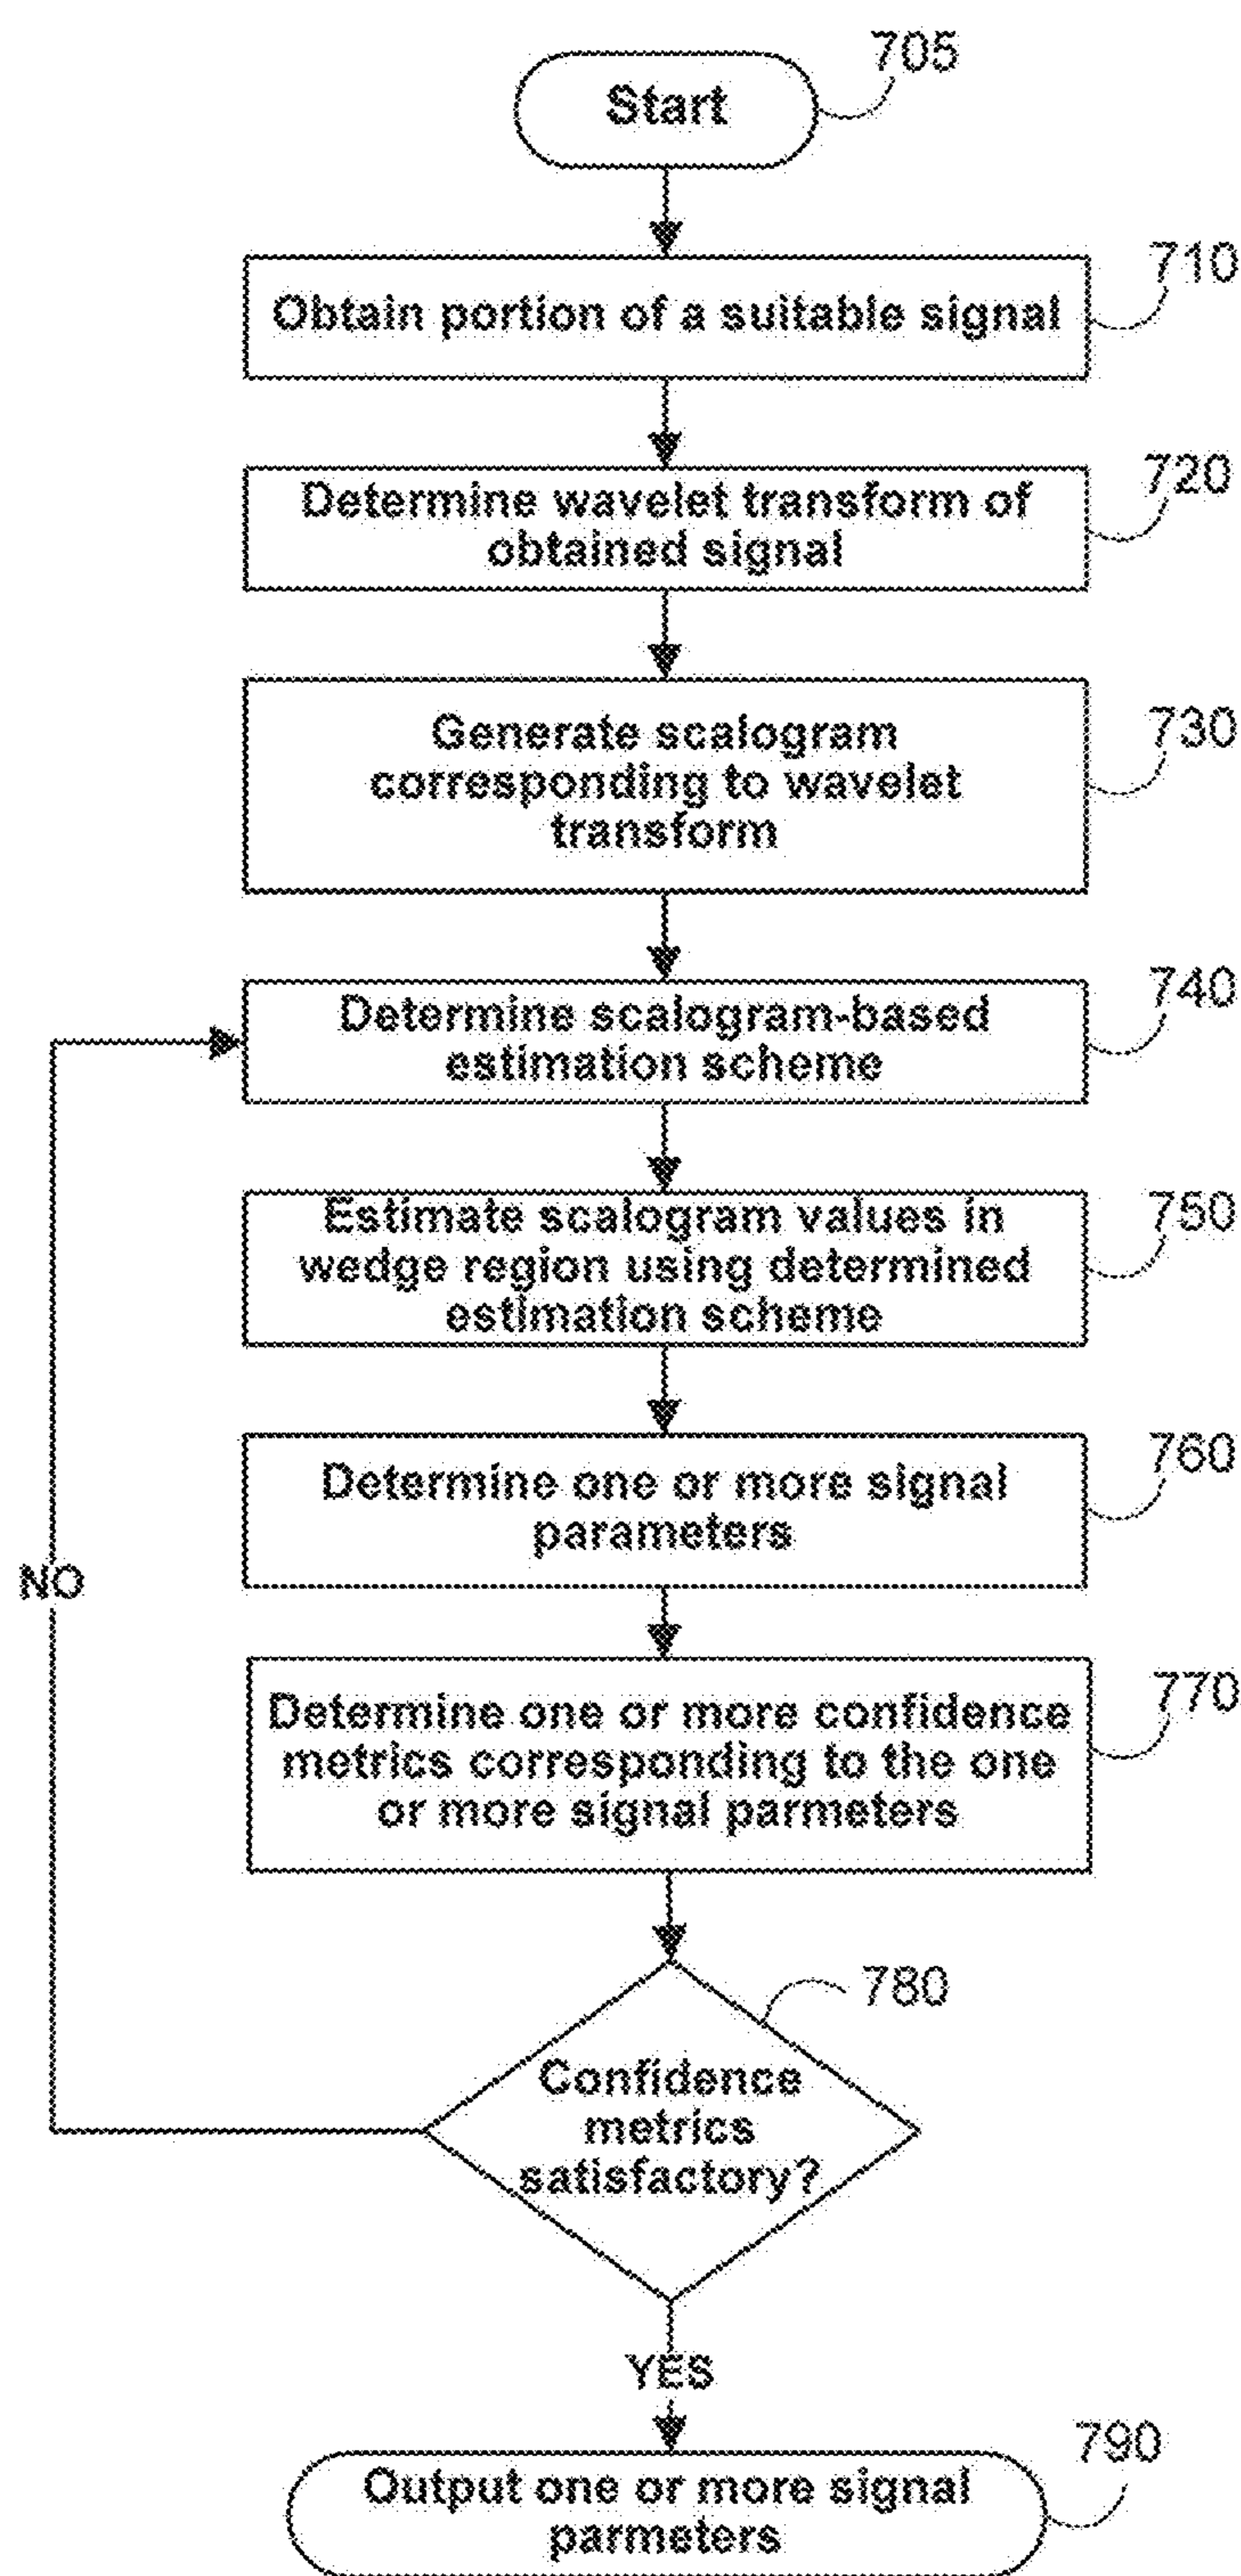 705
Start
710
Obtain portion of a suitable signal
720
Determine wavelet transform of
obtained signal
730
Generate scalogram
corresponding to wavelet
transform
740
Determine scalogram-based
estimation scheme
750
Estimate scalogram values in
wedge region using determined
estimation scheme
760
Determine one or more signal
parameters
NO
770
Determine one or more confidence
metrics corresponding to the one
or more signal parmeters
780
Confidence
metrics
satisfactory?
YES
790
Output one or more signal
parmeters